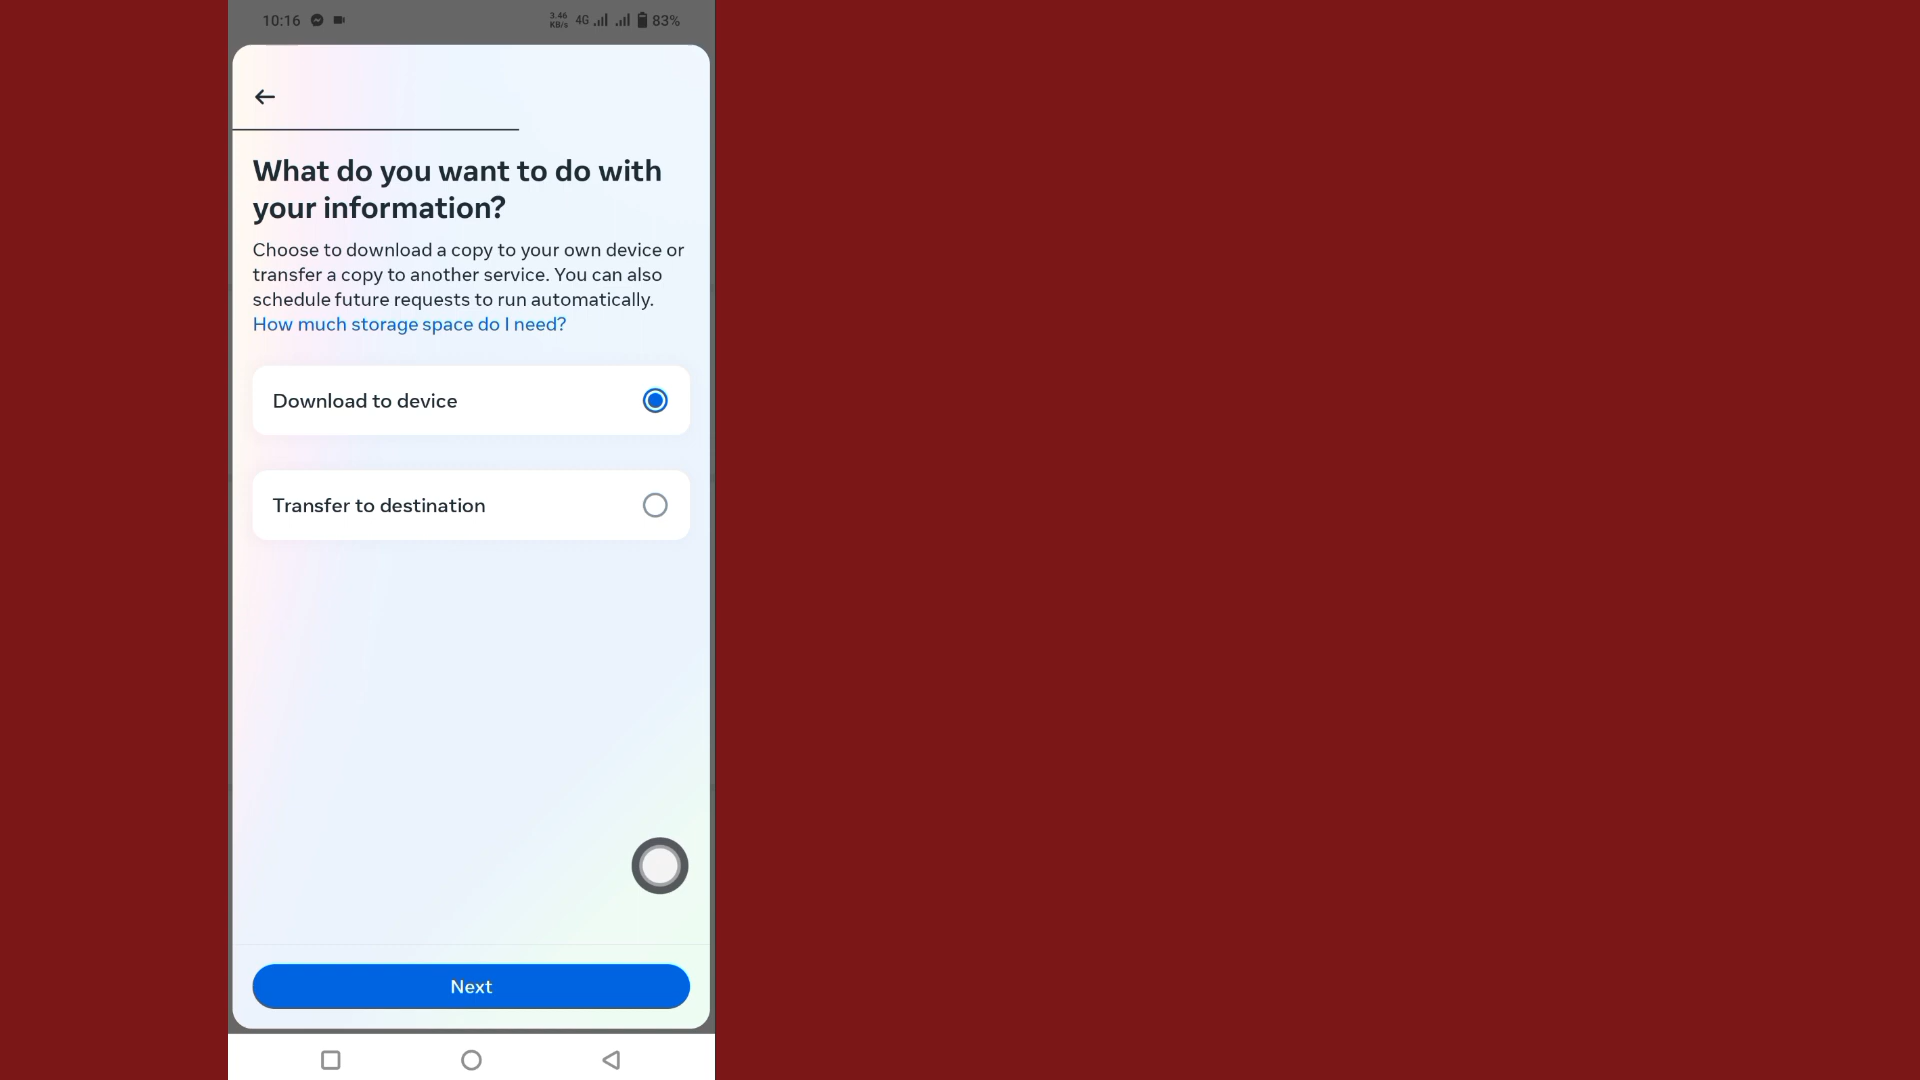 10:16 3.46 KB/s 4G 83%
What do you want to do with
your information?
Choose to download a copy to your own device or
transfer a copy to another service. You can also
schedule future requests to run automatically.
How much storage space do I need?
Download to device
Transfer to destination
Next